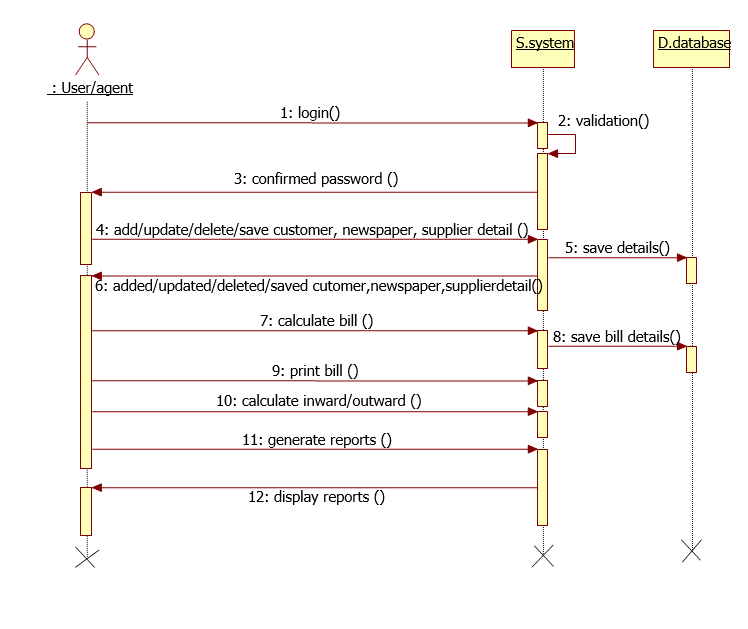 S.system
D.database
: User/agent
1: login()
2: validation()
3: confirmed password ()
4: add/update/delete/save customer, newspaper, supplier detail ()
5: save details()
6: added/updated/deleted/saved cutomer,newspaper,supplierdetail()
7: calculate bill ()
8: save bill details()
9: print bill ()
10: calculate inward/outward ()
11: generate reports ()
12: display reports ()